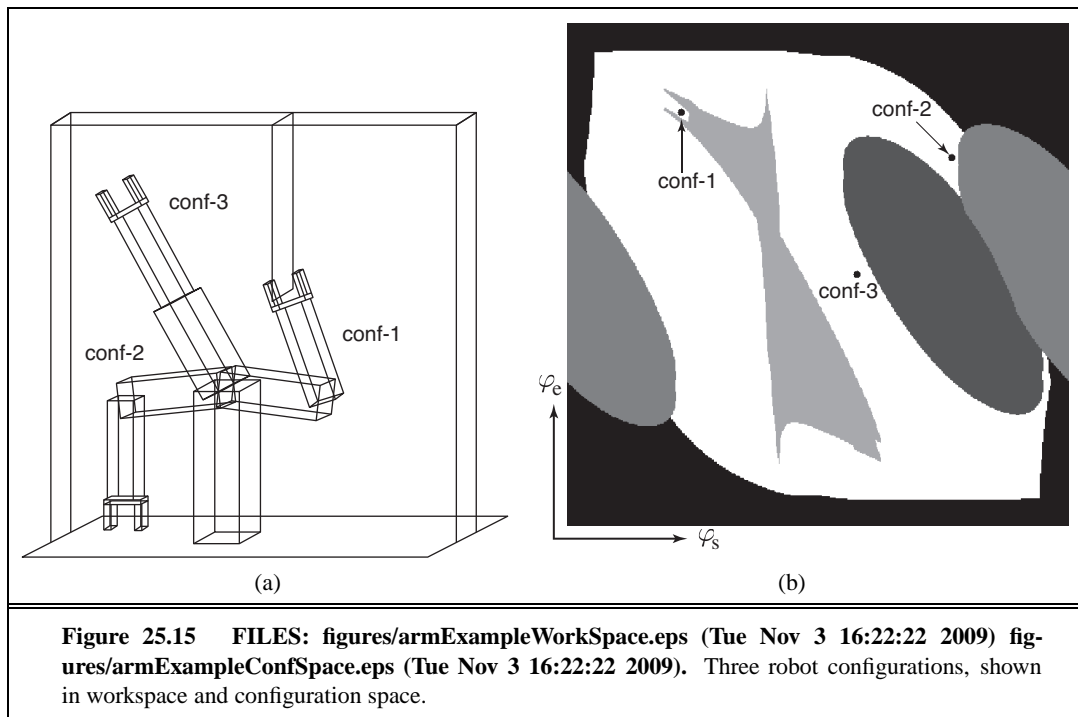 conf-3
conf-2
conf-1
(a)
conf-1
conf-2
conf-3
φe
φs
(b)
Figure 25.15 FILES: figures/armExampleWorkSpace.eps (Tue Nov 3 16:22:22 2009) fig-
ures/armExampleConfSpace.eps (Tue Nov 3 16:22:22 2009). Three robot configurations, shown
in workspace and configuration space.